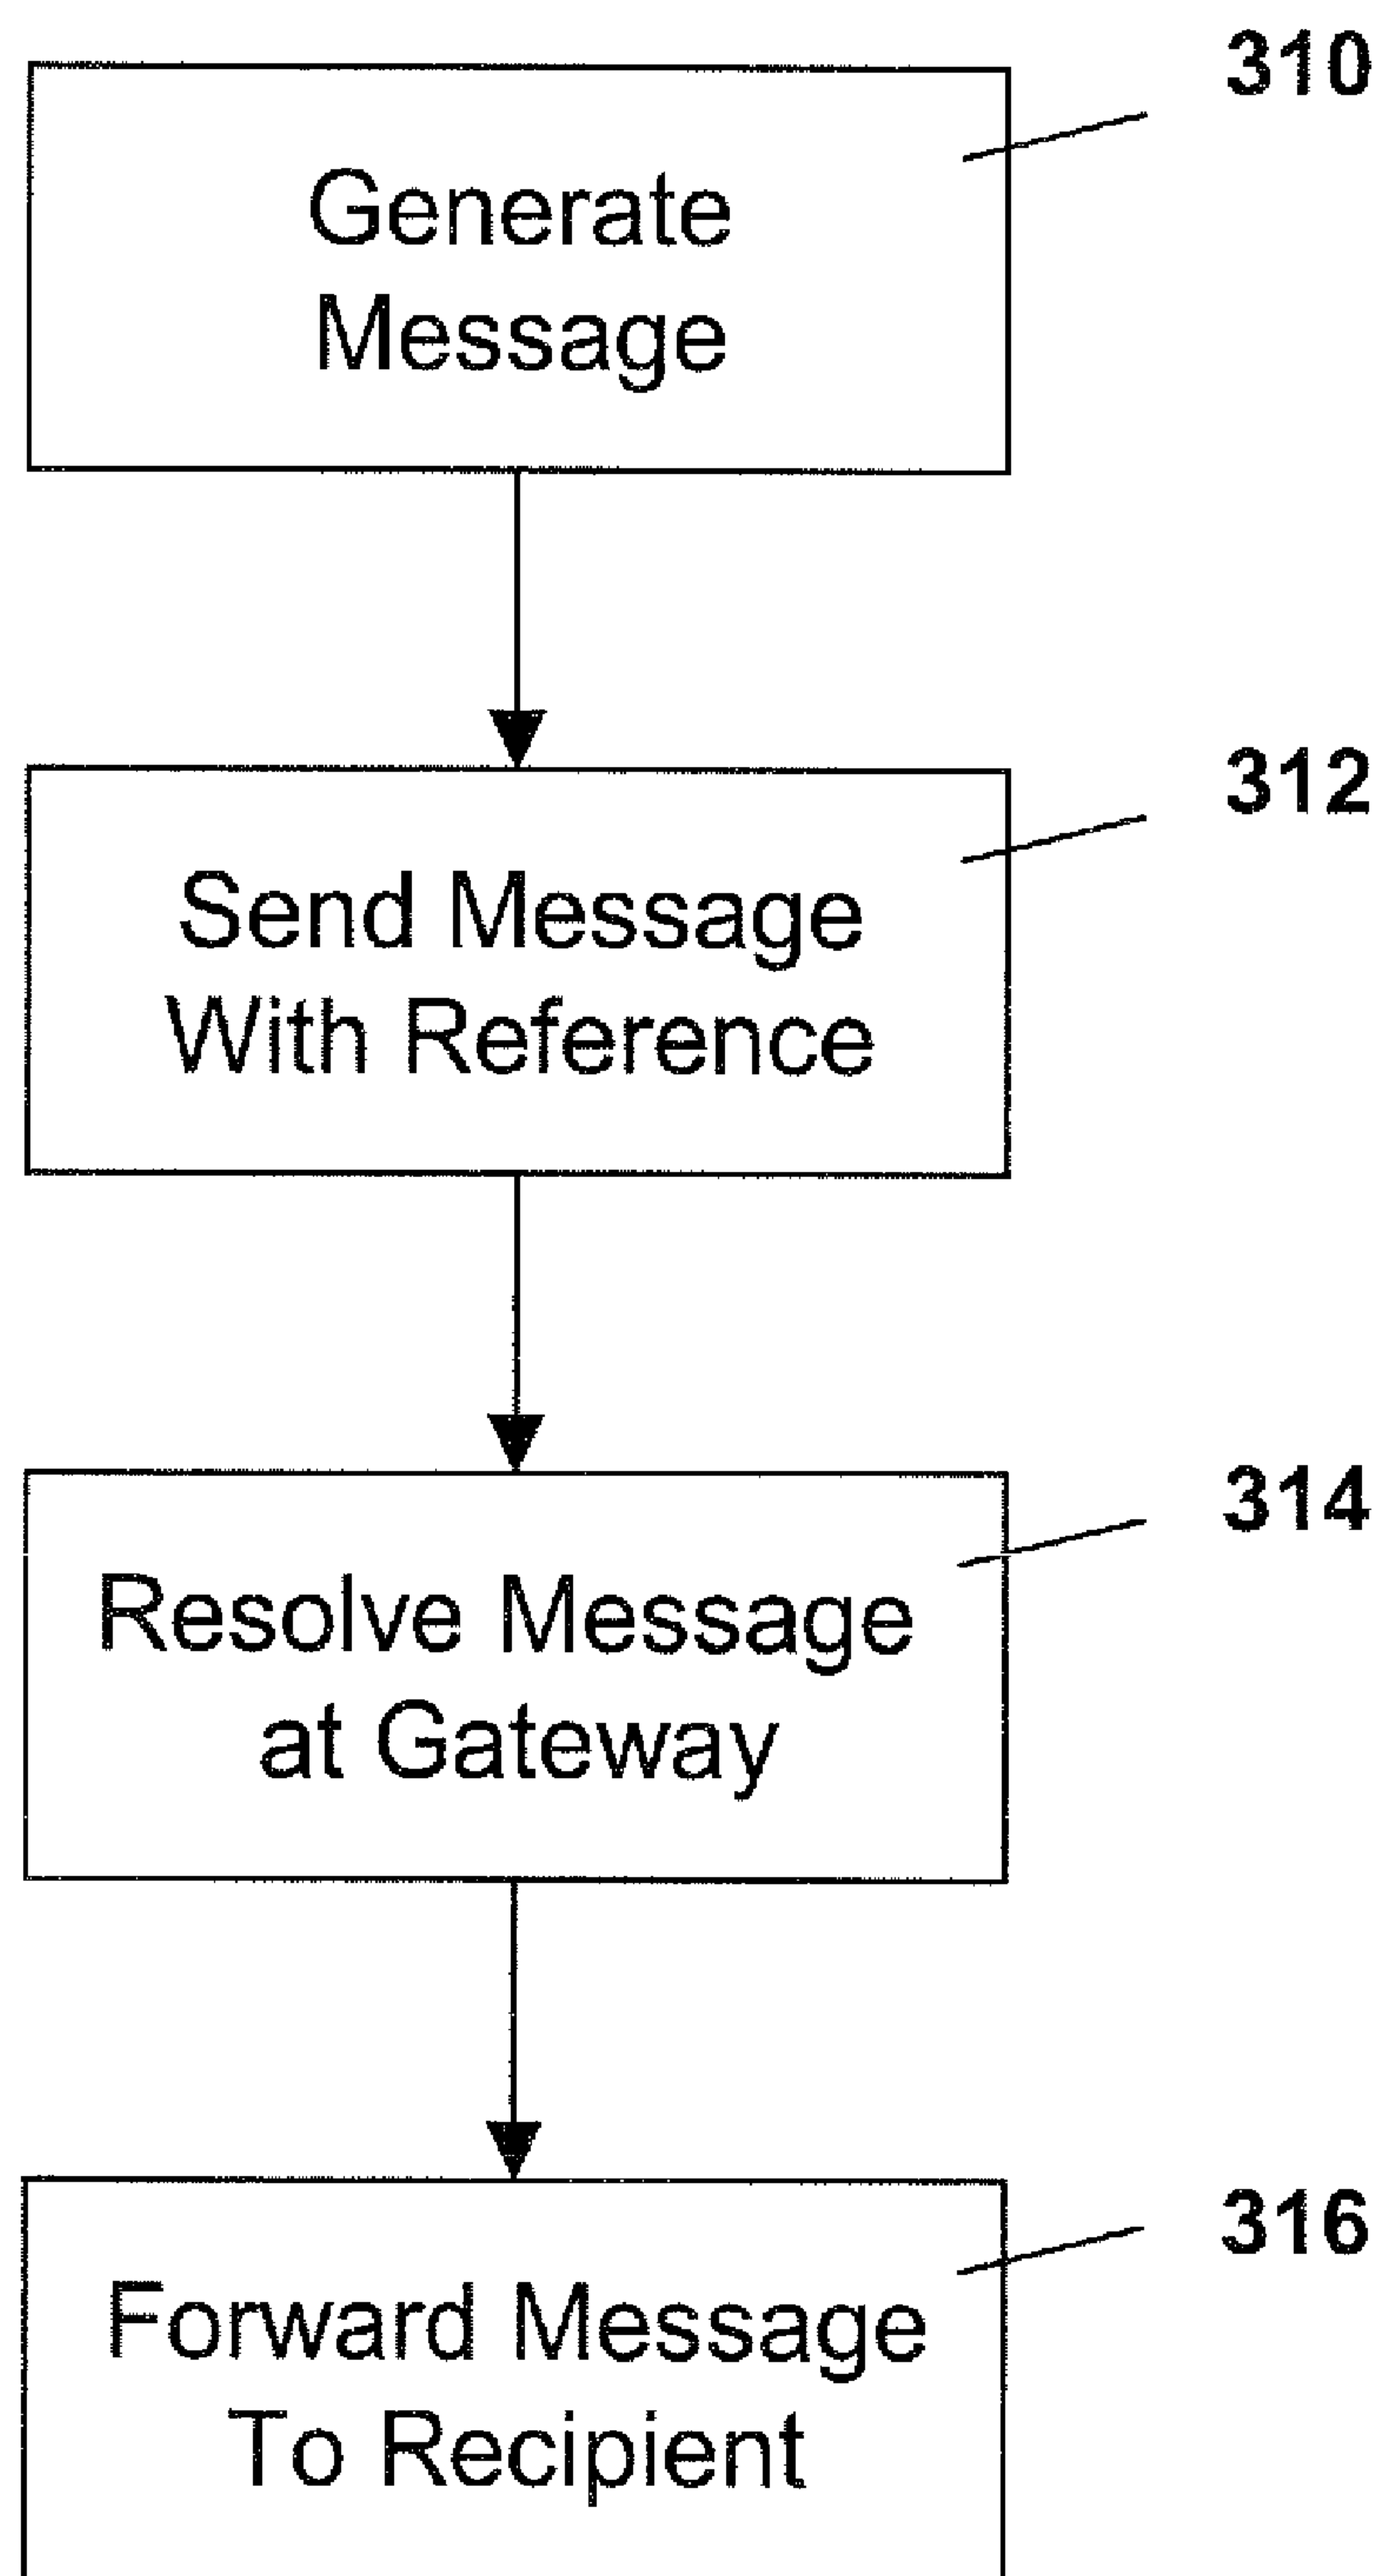 310
Generate
Message
312
Send Message
With Reference
314
Resolve Message
at Gateway
316
Forward Message
To Recipient